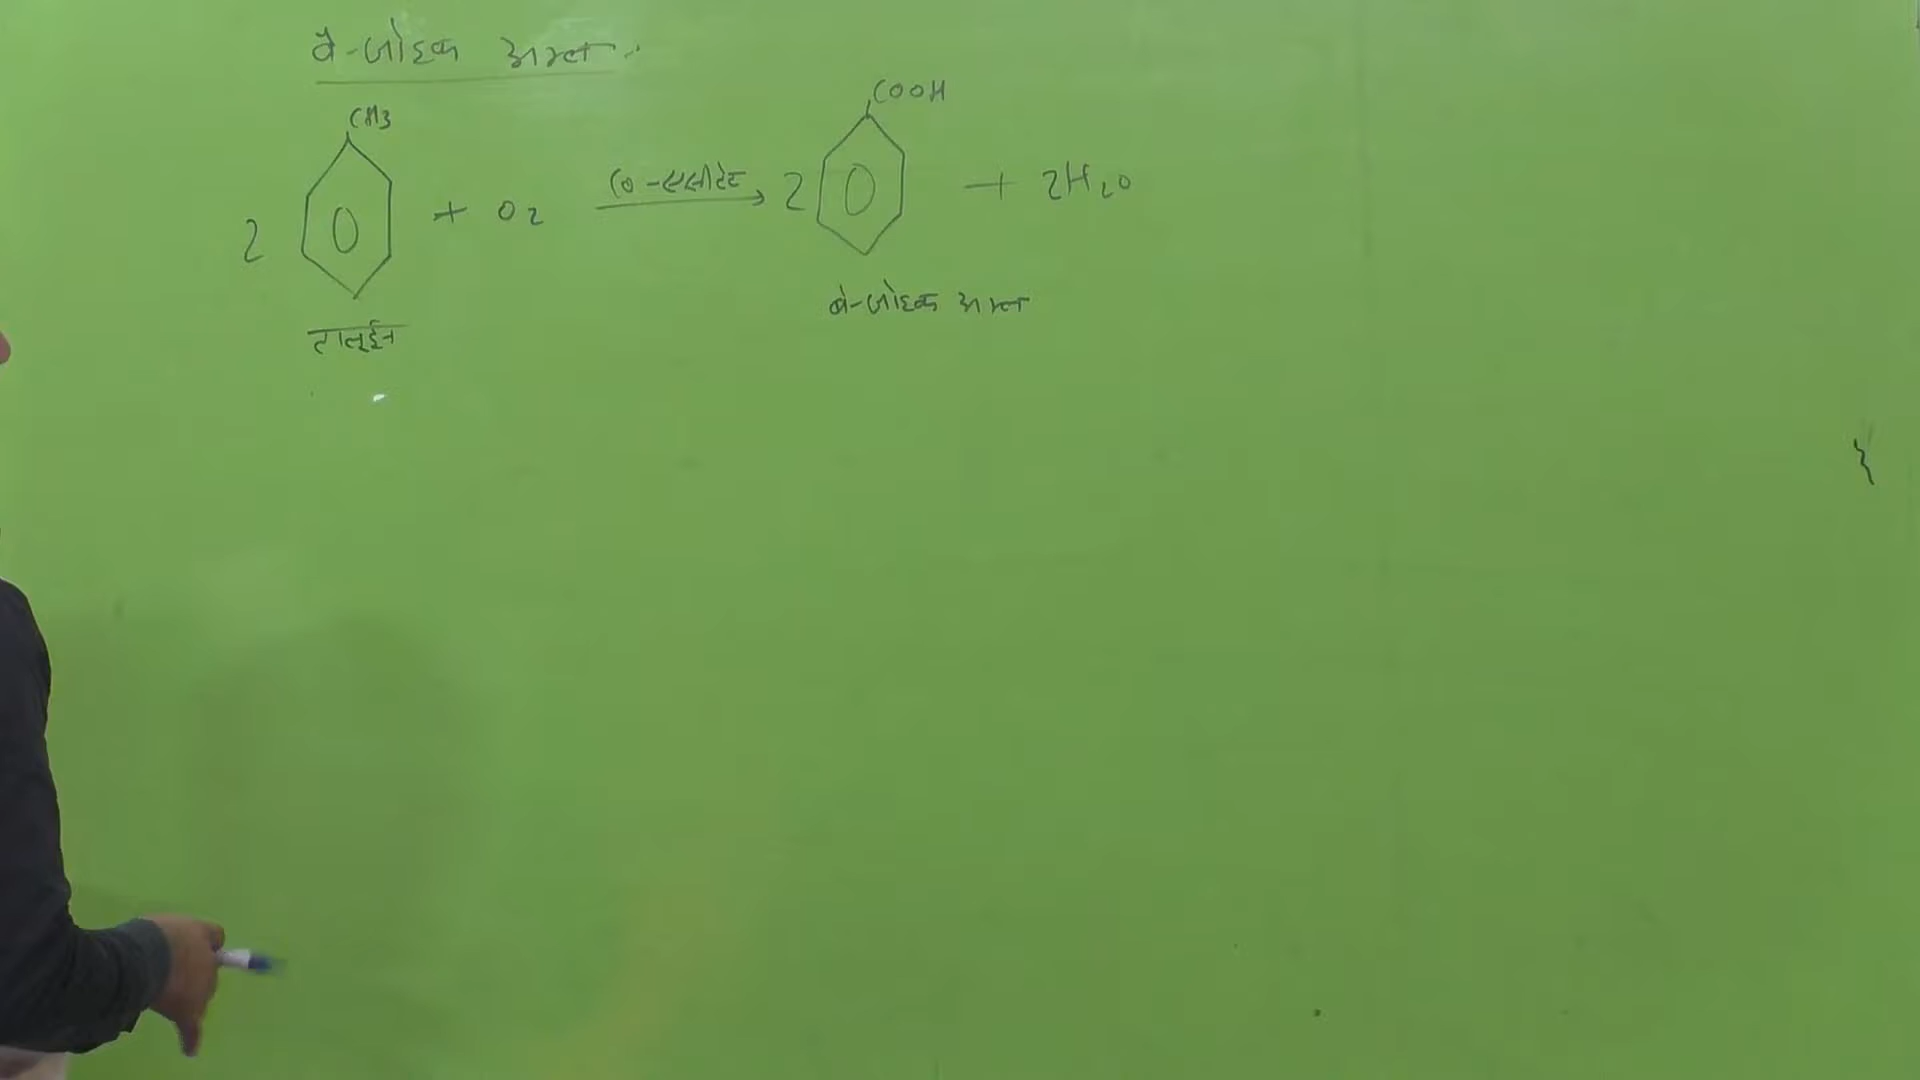 बेन्जोइक अम्ल
CH3
COOH
2 + O2 Co-एसीटेट 2 + 2H2O
बेन्जोइक अम्ल
टालूईन